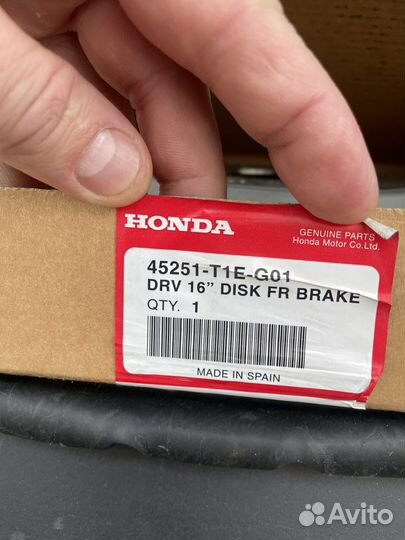 HONDA
GENUINE PARTS
Honda Motor Co.Ltd.
45251-T1E-G01
DRV 16” DISK FR BRAKE
QTY. 1
MADE IN SPAIN
Avito